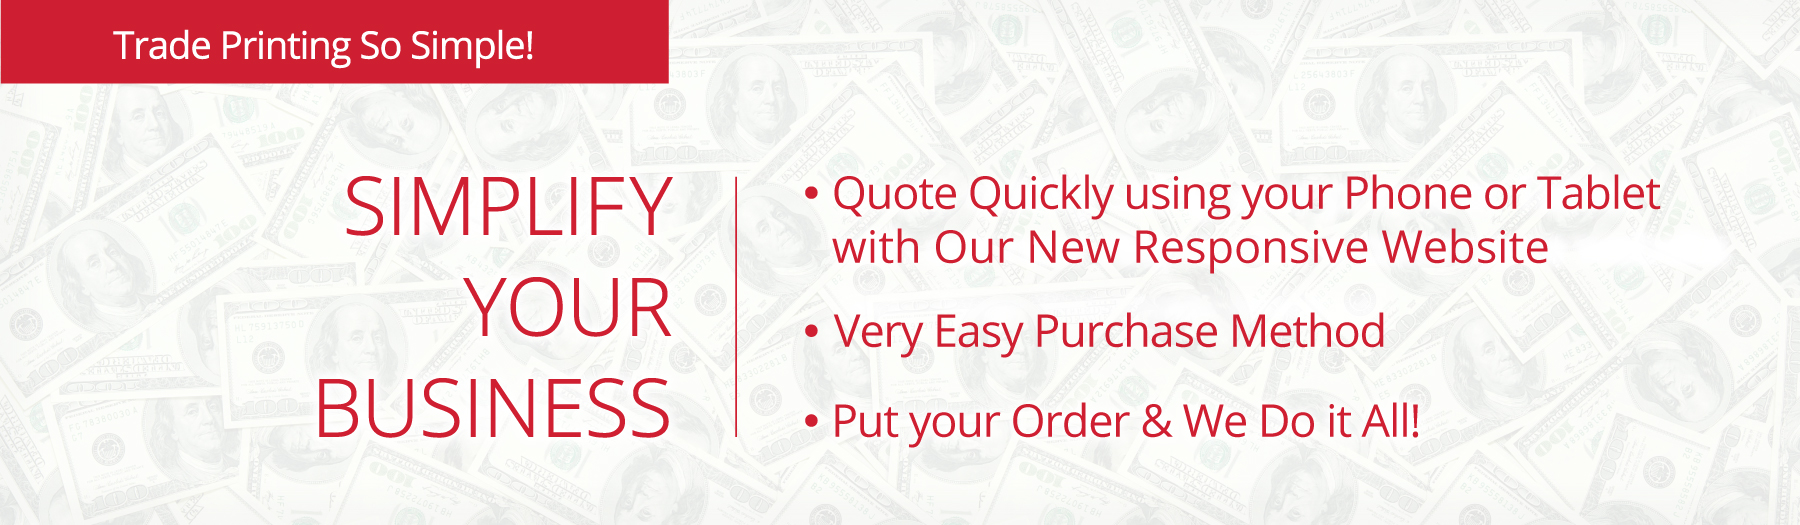 Trade Printing So Simple!
SIMPLIFY
YOUR
BUSINESS
• Quote Quickly using your Phone or Tablet
with Our New Responsive Website
• Very Easy Purchase Method
• Put your Order & We Do it All!